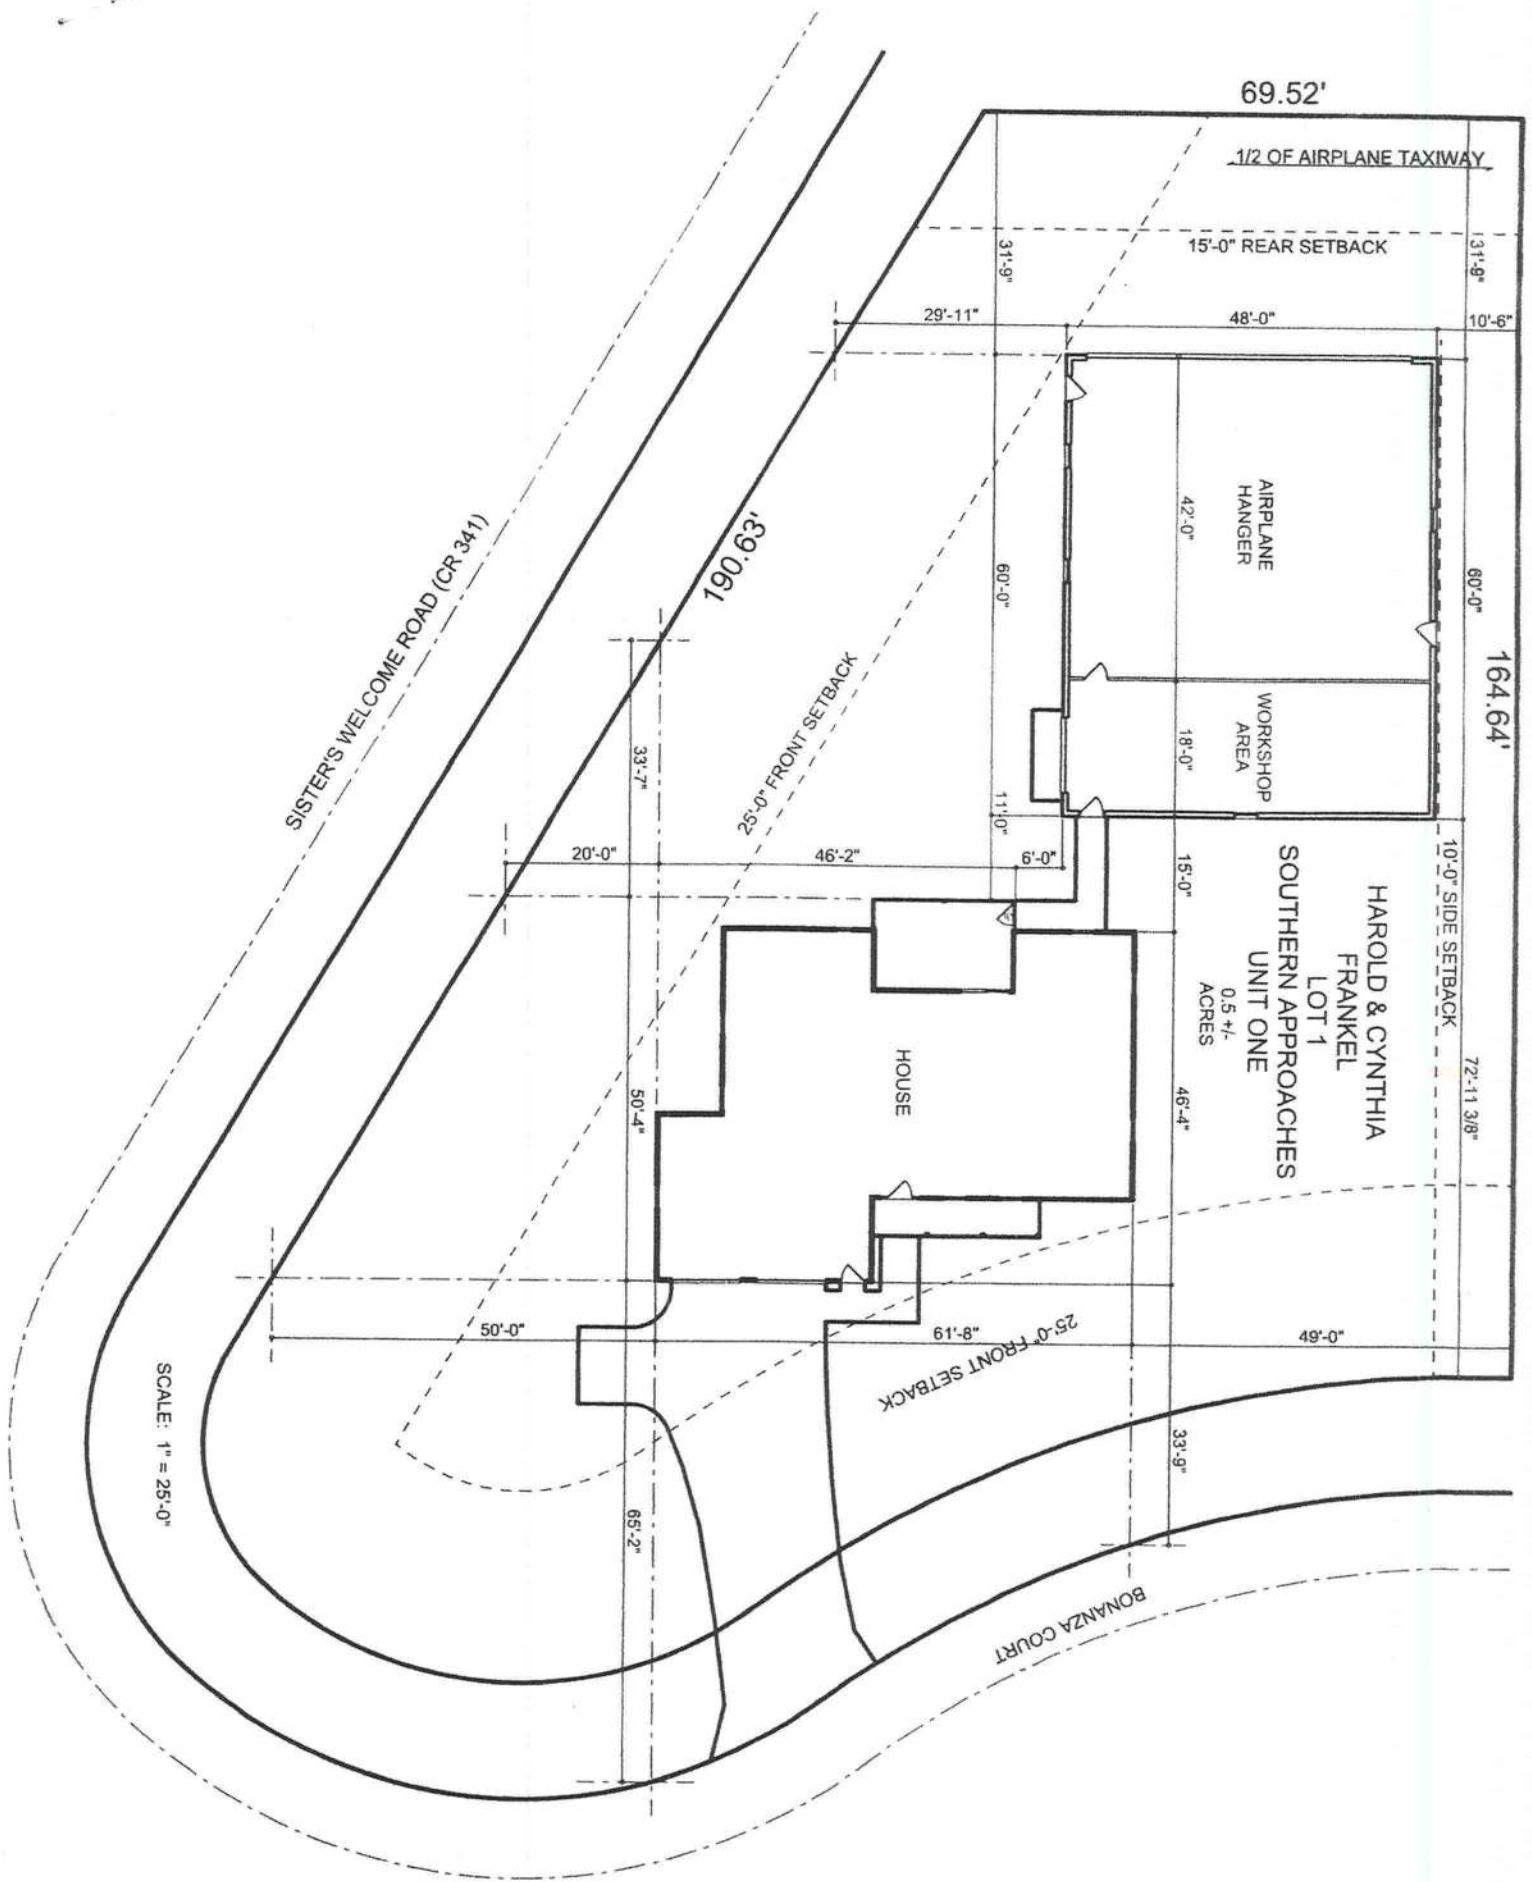 69.52'
1/2 OF AIRPLANE TAXIWAY
15'-0" REAR SETBACK
31'-9"
31'-9"
29'-11"
48'-0"
10'-6"
AIRPLANE
HANGER
42'-0"
60'-0"
60'-0"
164.64'
190.63'
SISTER'S WELCOME ROAD (CR 341)
25'-0" FRONT SETBACK
WORKSHOP
AREA
18'-0"
11'-0"
33'-7"
20'-0"
46'-2"
6'-0"
15'-0"
10'-0" SIDE SETBACK
HAROLD & CYNTHIA
FRANKEL
LOT 1
SOUTHERN APPROACHES
UNIT ONE
0.5 +/-
ACRES
72'-11 3/8"
HOUSE
50'-4"
46'-4"
50'-0"
61'-8"
49'-0"
25'-0" FRONT SETBACK
33'-9"
65'-2"
SCALE: 1" = 25'-0"
BONANZA COURT